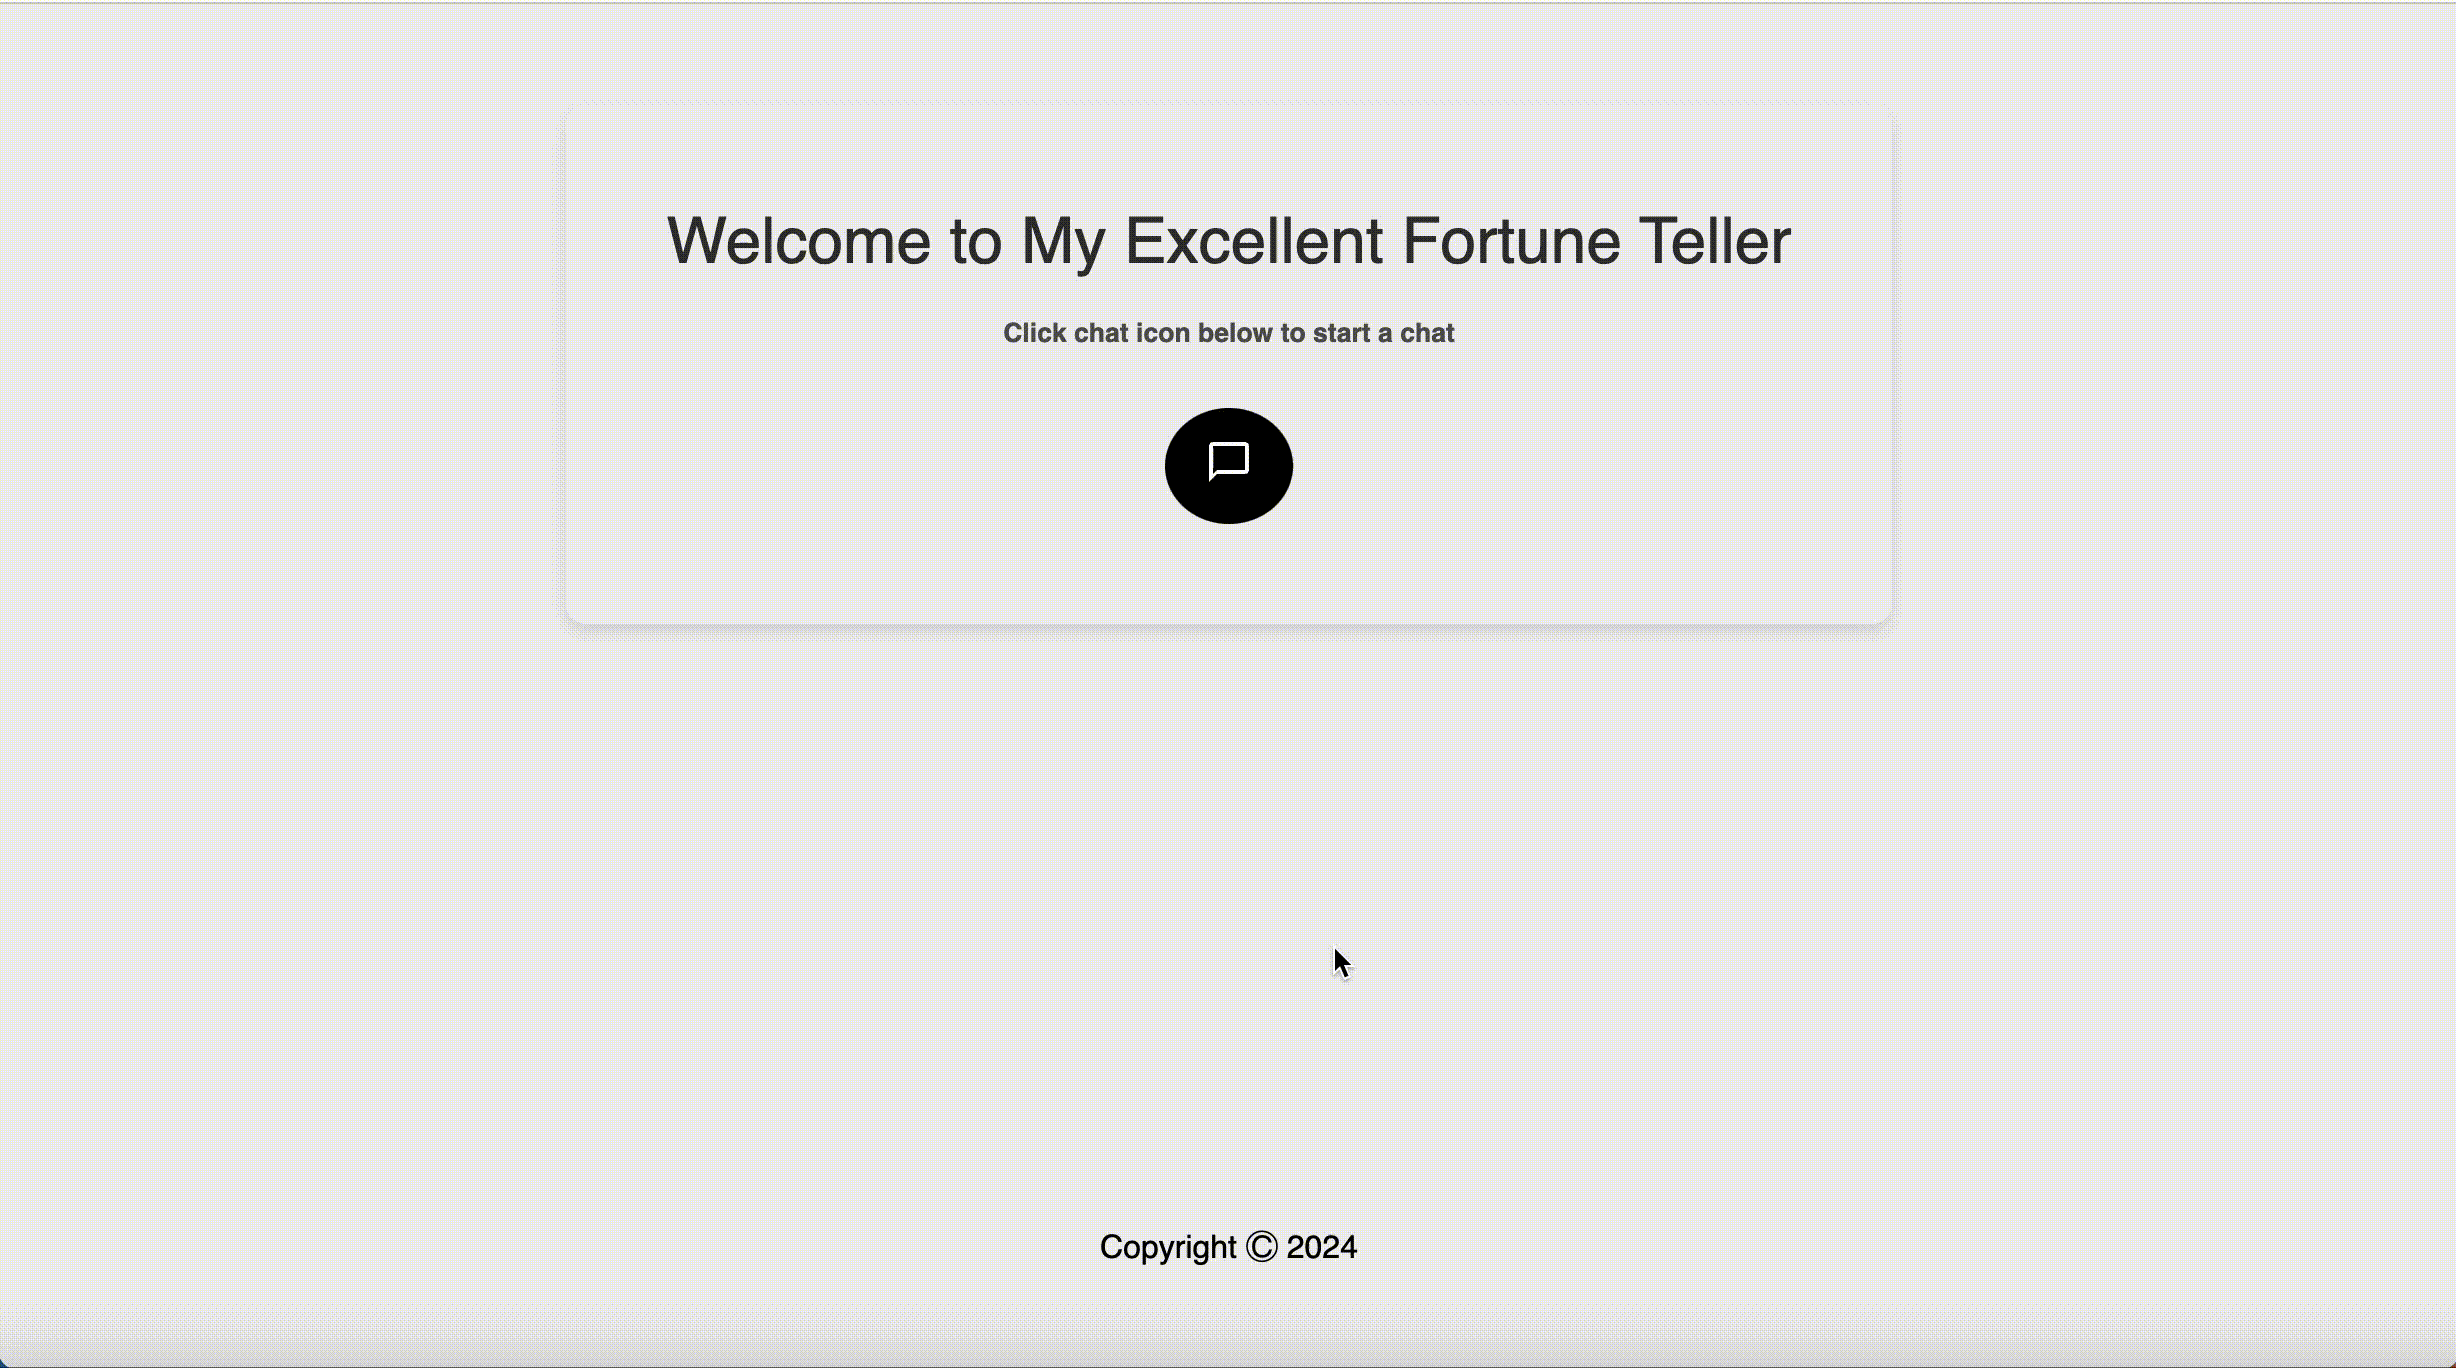 Welcome to My Excellent Fortune Teller
Click chat icon below to start a chat
Copyright © 2024